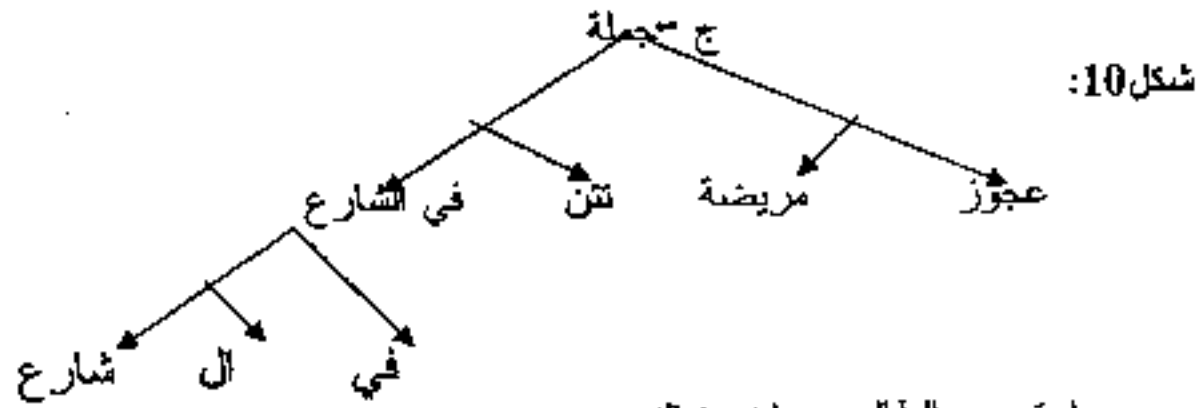 ج = جملة
شكل10:
عجوز مريضة تئن في الشارع
في ال شارع